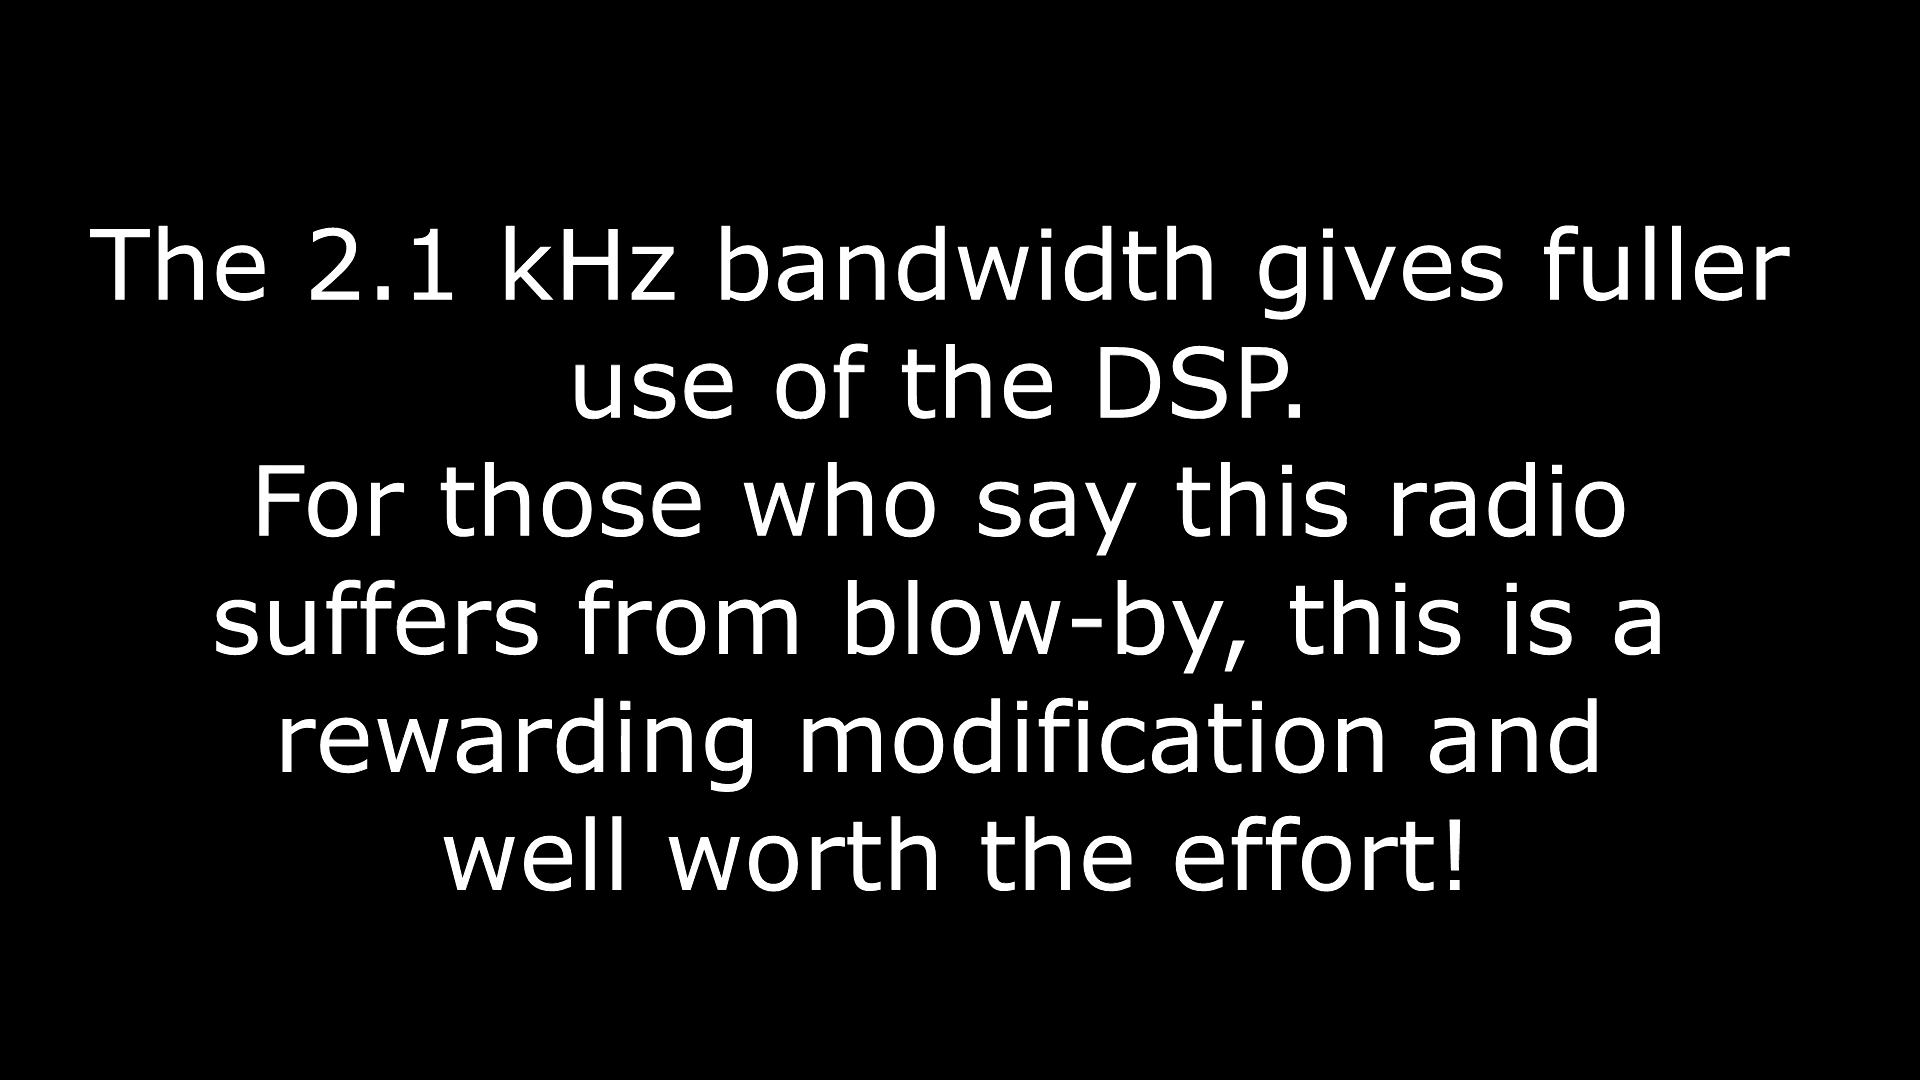 The 2.1 kHz bandwidth gives fuller
use of the DSP.
For those who say this radio
suffers from blow-by, this is a
rewarding modification and
well worth the effort!